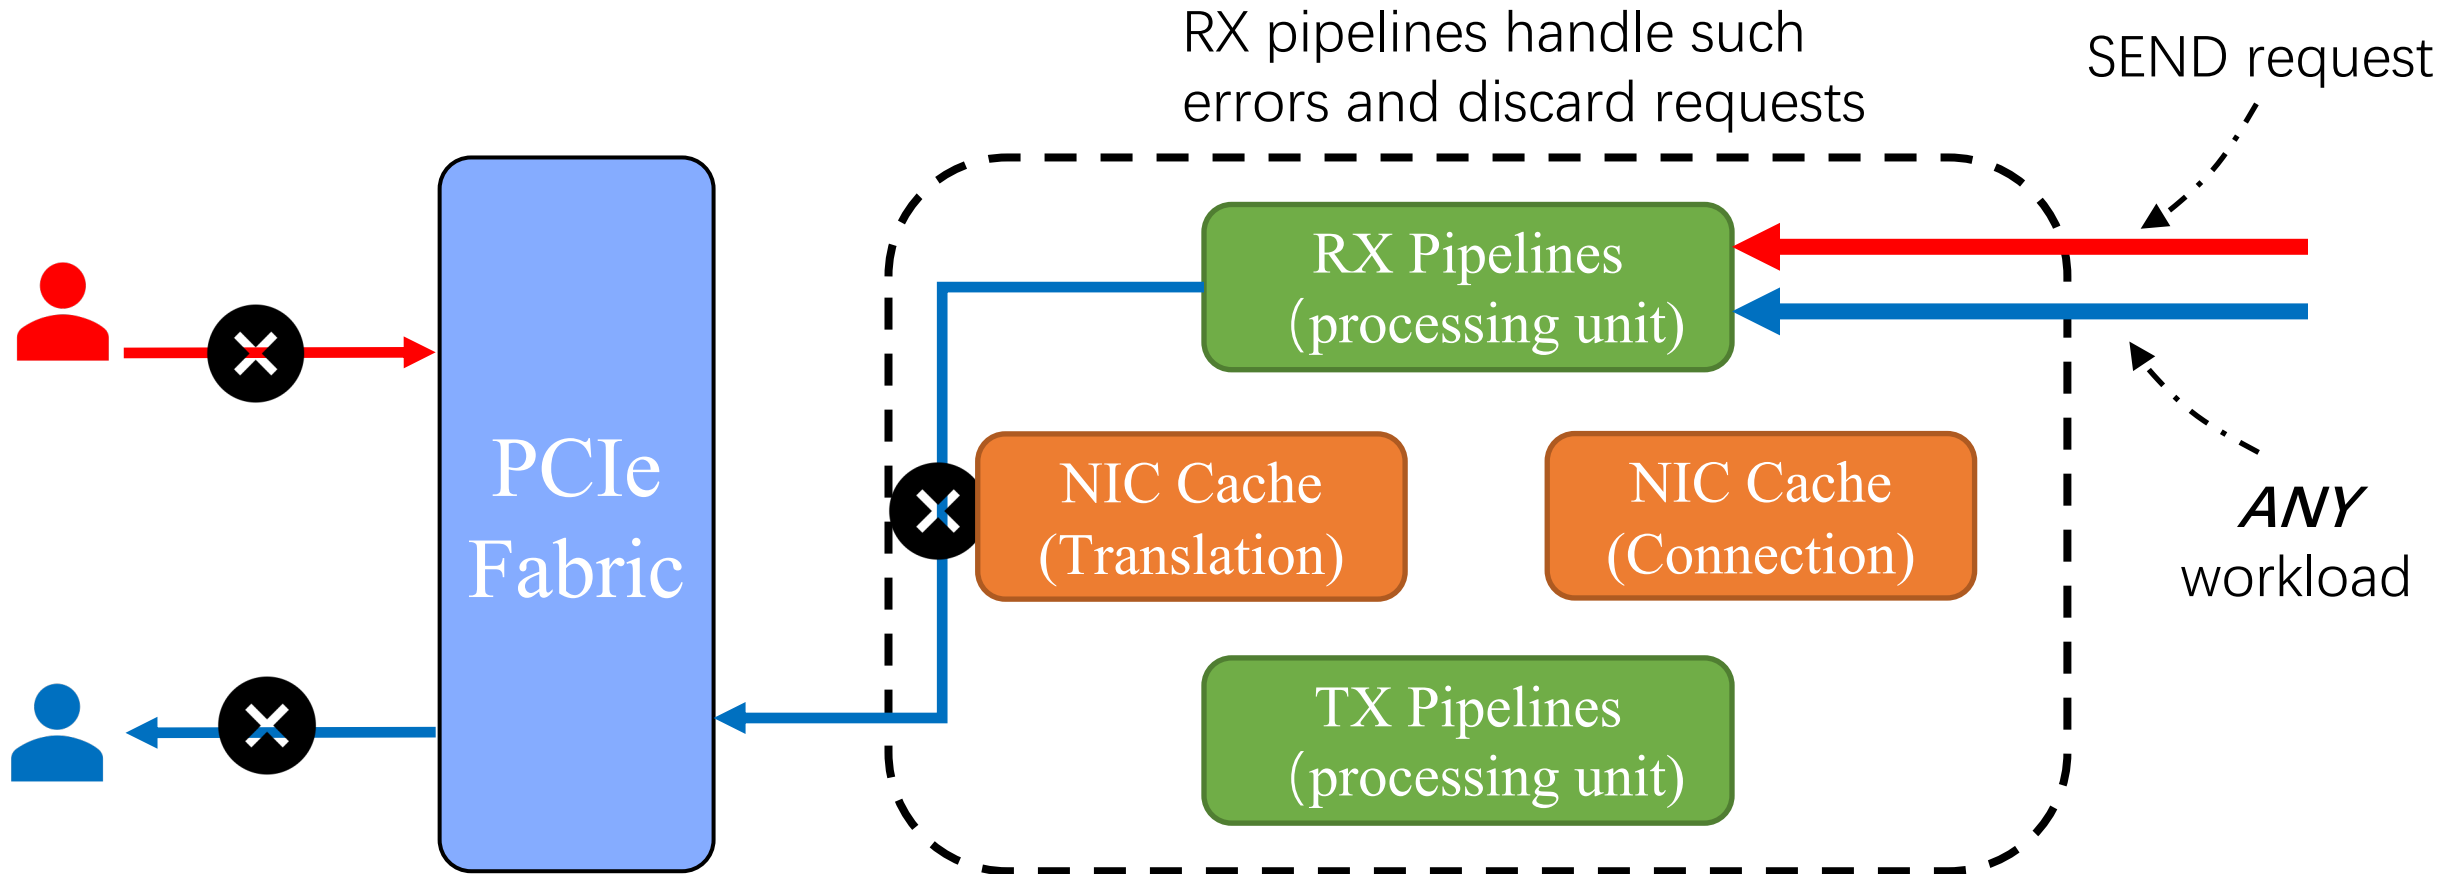 RX pipelines handle such
errors and discard requests
SEND request
RX Pipelines
(processing unit)
PCIe
Fabric
NIC Cache
(Translation)
NIC Cache
(Connection)
ANY
workload
TX Pipelines
(processing unit)